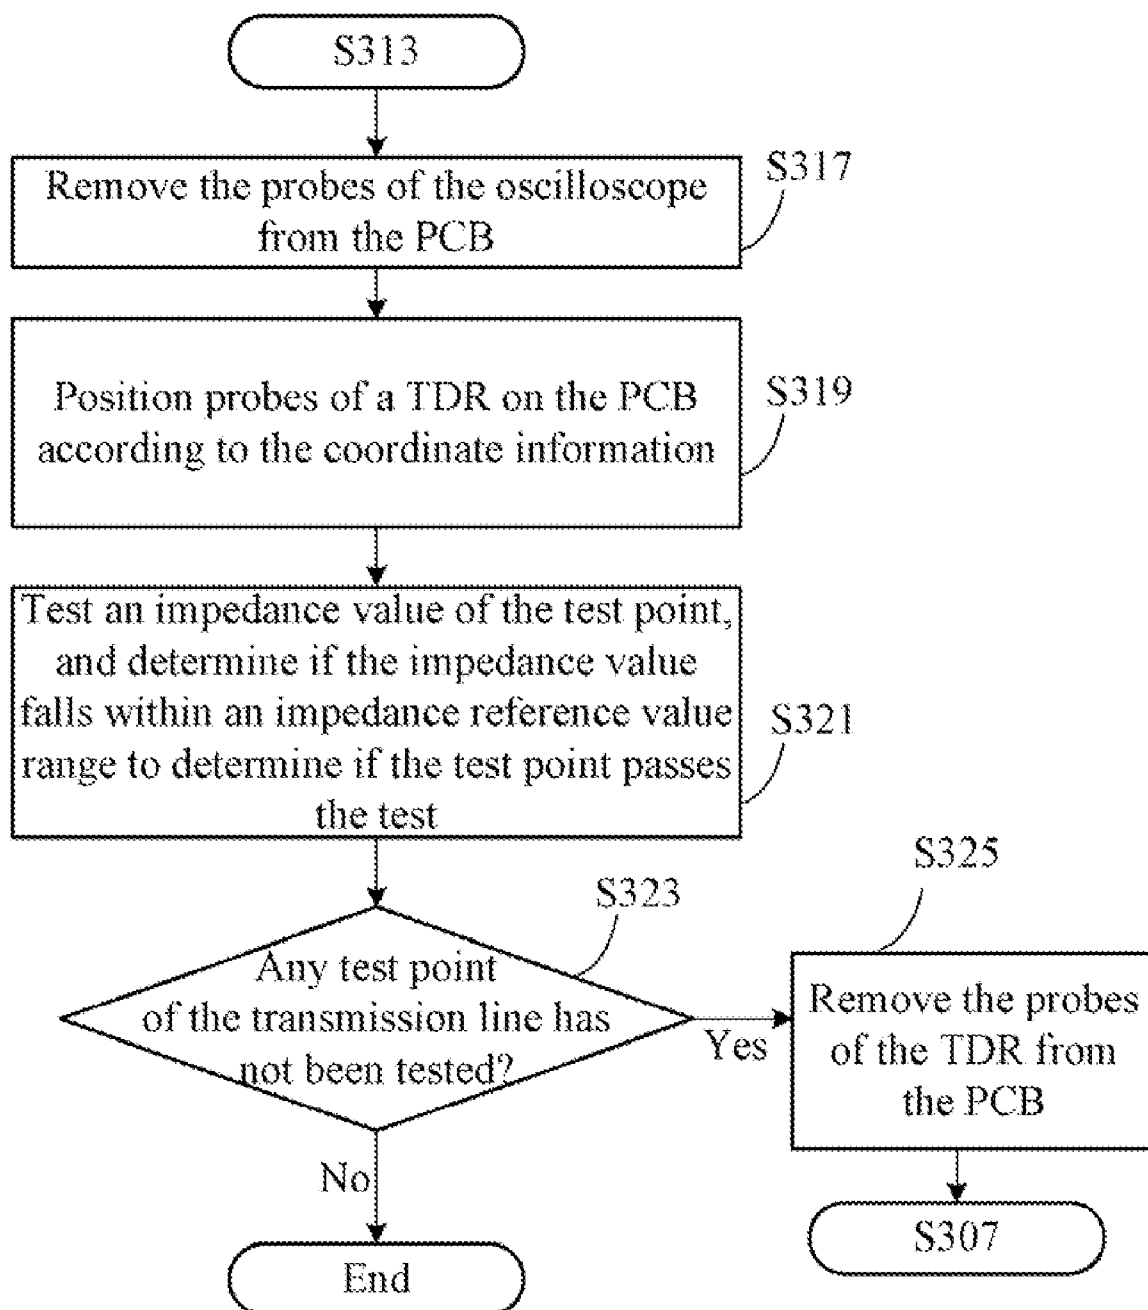 S313
Remove the probes of the oscilloscope
from the PCB
S317
Position probes of a TDR on the PCB
according to the coordinate information
S319
Test an impedance value of the test point,
and determine if the impedance value
falls within an impedance reference value
range to determine if the test point passes
the test
S321
S323
Any test point
of the transmission line has
not been tested?
Yes
No
S325
Remove the probes
of the TDR from
the PCB
S307
End